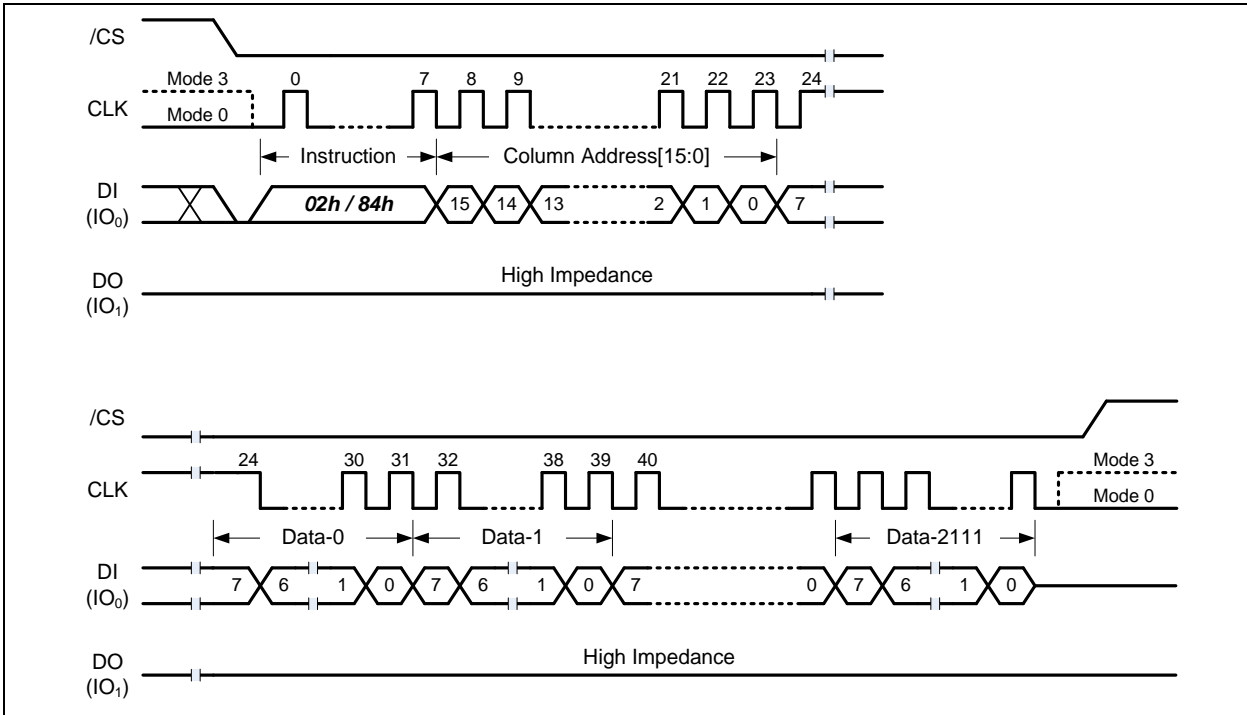 /CS
Mode 3 0 7 8 9 21 22 23 24
CLK
Mode 0
Instruction Column Address[15:0]
DI
(IO₀)
02h / 84h 15 14 13 2 1 0 7
High Impedance
DO
(IO₁)
/CS
24 30 31 32 38 39 40 Mode 3
CLK
Mode 0
Data-0 Data-1 Data-2111
DI
(IO₀)
7 6 1 0 7 6 1 0 7 0 7 6 1 0
High Impedance
DO
(IO₁)